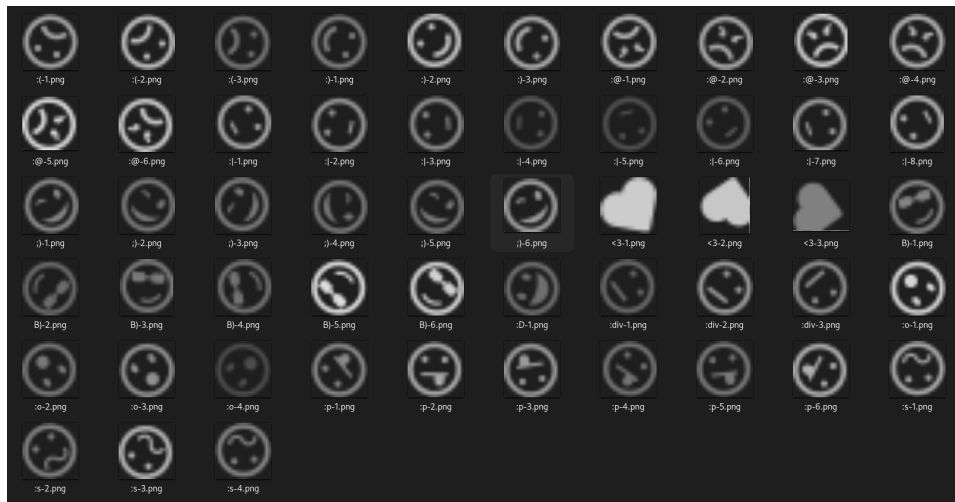 :(-1.png :(-2.png :(-3.png :)-1.png :)-2.png :)-3.png :@-1.png :@-2.png :@-3.png :@-4.png
:@-5.png :@-6.png :|-1.png :|-2.png :|-3.png :|-4.png :|-5.png :|-6.png :|-7.png :|-8.png
;)-1.png ;)-2.png ;)-3.png ;)-4.png ;)-5.png ;)-6.png <3-1.png <3-2.png <3-3.png B)-1.png
B)-2.png B)-3.png B)-4.png B)-5.png B)-6.png :D-1.png :div-1.png :div-2.png :div-3.png :o-1.png
:o-2.png :o-3.png :o-4.png :p-1.png :p-2.png :p-3.png :p-4.png :p-5.png :p-6.png :s-1.png
:s-2.png :s-3.png :s-4.png